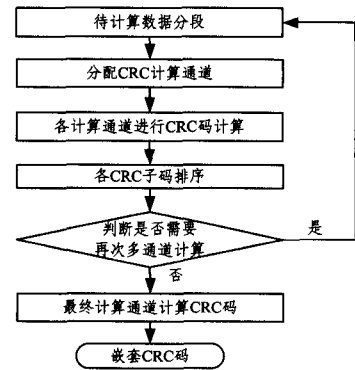 待计算数据分段
分配CRC计算通道
各计算通道进行CRC码计算
各CRC子码排序
判断是否需要
再次多通道计算
是
否
最终计算通道计算CRC码
嵌套CRC码